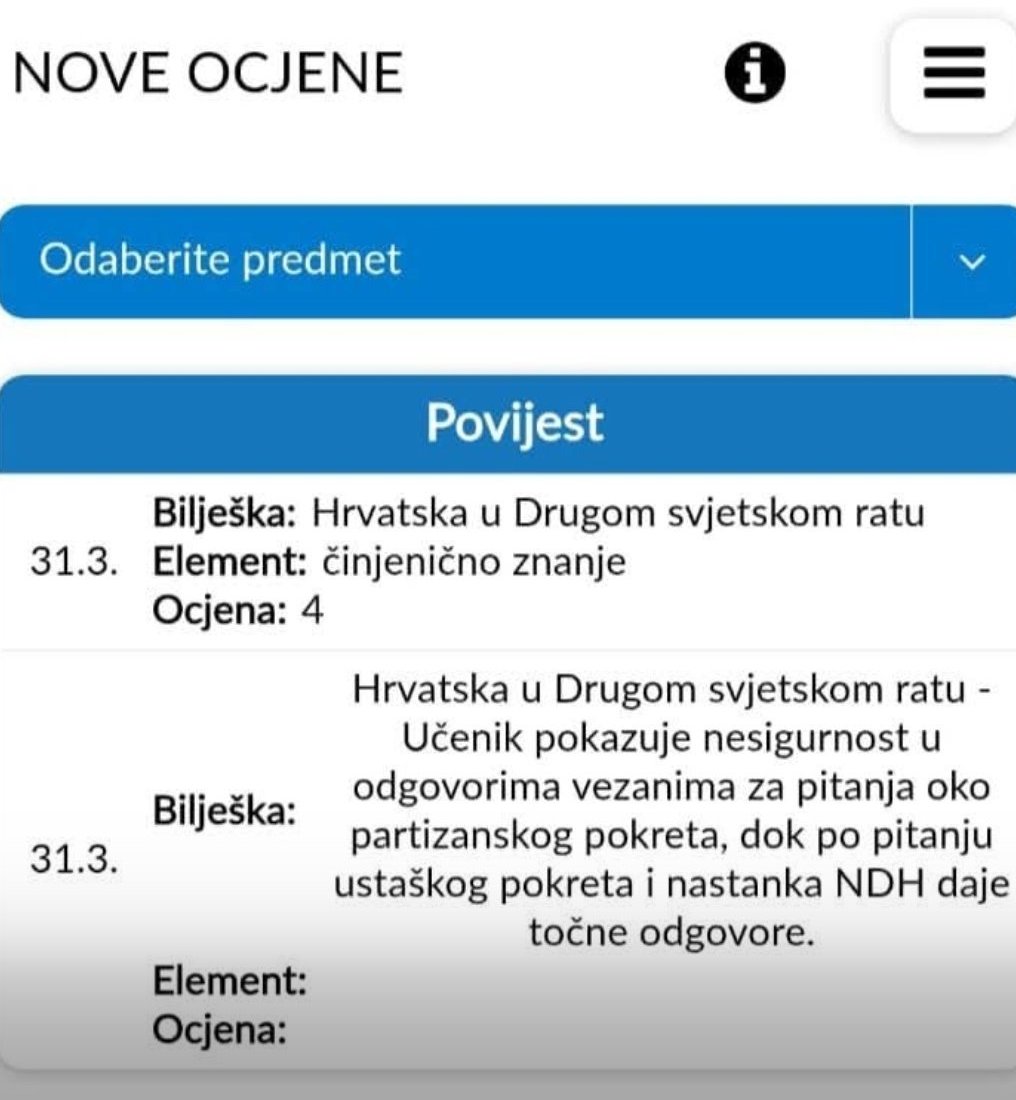 NOVE OCJENE
Odaberite predmet
Povijest
31.3.
Bilješka: Hrvatska u Drugom svjetskom ratu
Element: činjenično znanje
Ocjena: 4
31.3.
Bilješka:
Hrvatska u Drugom svjetskom ratu -
Učenik pokazuje nesigurnost u
odgovorima vezanima za pitanja oko
partizanskog pokreta, dok po pitanju
ustaškog pokreta i nastanka NDH daje
točne odgovore.
Element:
Ocjena: